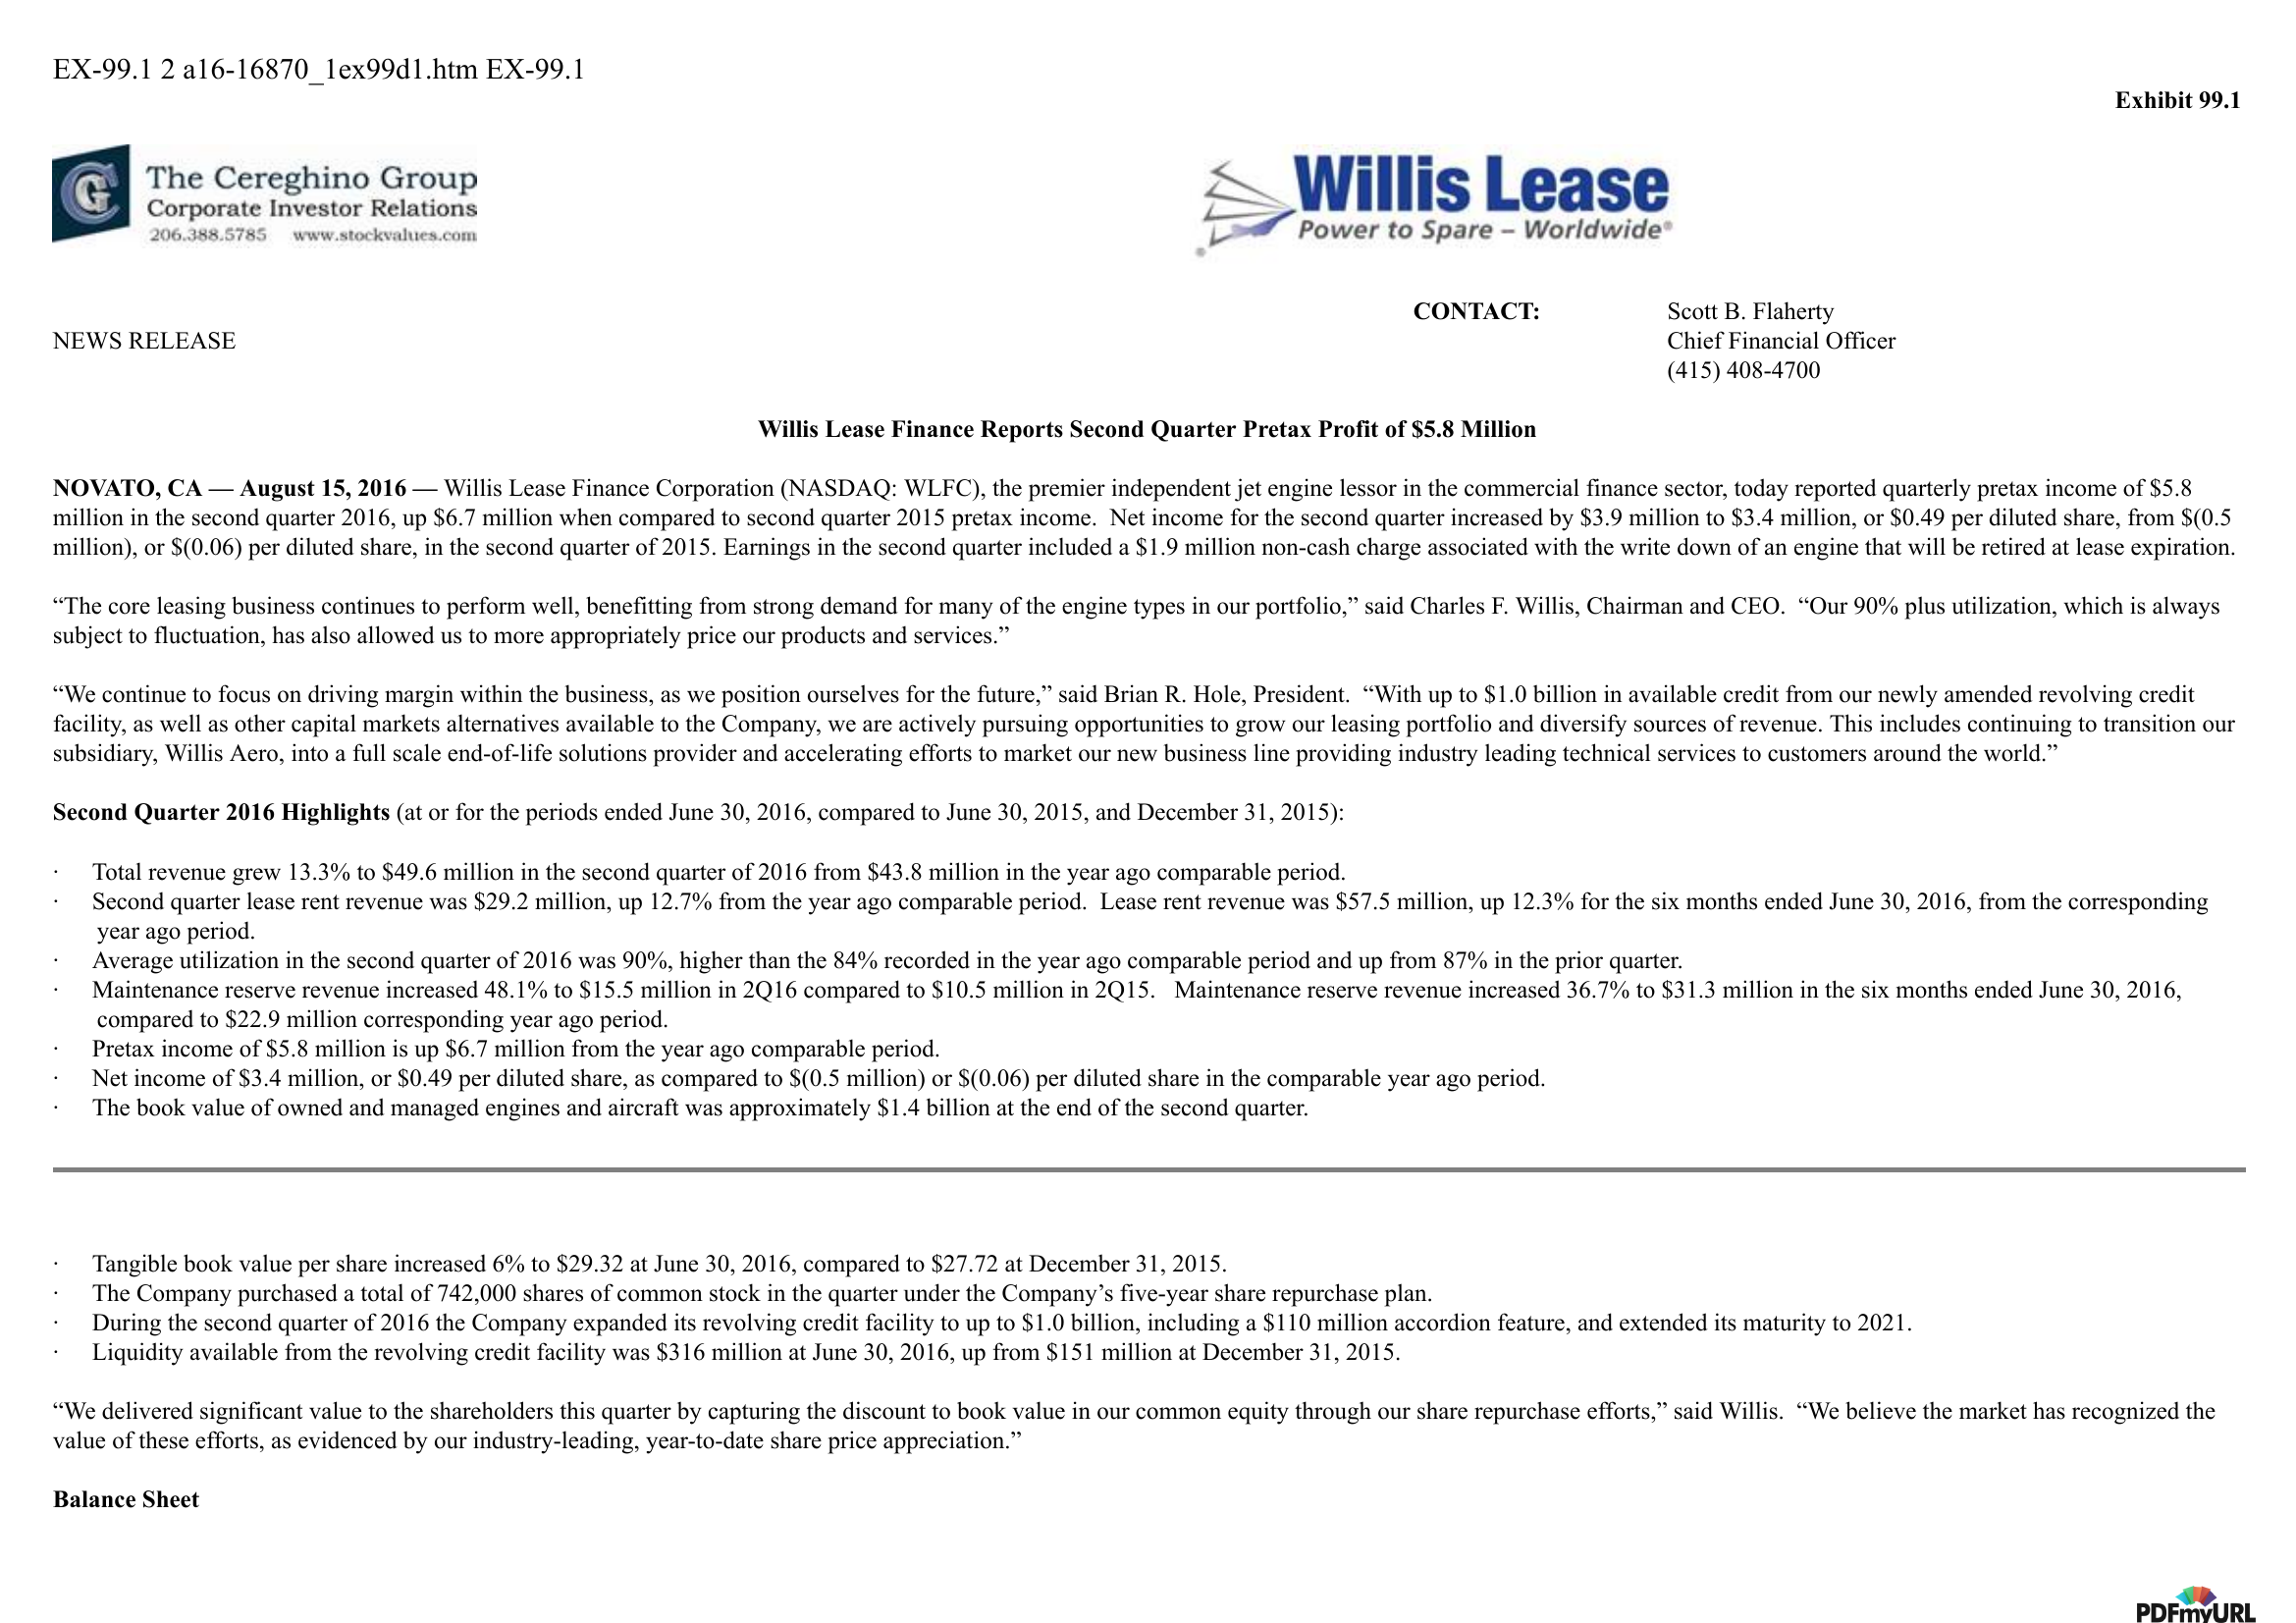 EX-99.1 2 a16-16870_1ex99d1.htm EX-99.1
Exhibit 99.1
The Cereghino Group
Corporate Investor Relations
206.388.5785 www.stockvalues.com
Willis Lease
Power to Spare – Worldwide®
®
CONTACT:
Scott B. Flaherty
NEWS RELEASE
Chief Financial Officer
(415) 408-4700
Willis Lease Finance Reports Second Quarter Pretax Profit of $5.8 Million
NOVATO, CA — August 15, 2016 — Willis Lease Finance Corporation (NASDAQ: WLFC), the premier independent jet engine lessor in the commercial finance sector, today reported quarterly pretax income of $5.8
million in the second quarter 2016, up $6.7 million when compared to second quarter 2015 pretax income. Net income for the second quarter increased by $3.9 million to $3.4 million, or $0.49 per diluted share, from $(0.5
million), or $(0.06) per diluted share, in the second quarter of 2015. Earnings in the second quarter included a $1.9 million non-cash charge associated with the write down of an engine that will be retired at lease expiration.
“The core leasing business continues to perform well, benefitting from strong demand for many of the engine types in our portfolio,” said Charles F. Willis, Chairman and CEO. “Our 90% plus utilization, which is always
subject to fluctuation, has also allowed us to more appropriately price our products and services.”
“We continue to focus on driving margin within the business, as we position ourselves for the future,” said Brian R. Hole, President. “With up to $1.0 billion in available credit from our newly amended revolving credit
facility, as well as other capital markets alternatives available to the Company, we are actively pursuing opportunities to grow our leasing portfolio and diversify sources of revenue. This includes continuing to transition our
subsidiary, Willis Aero, into a full scale end-of-life solutions provider and accelerating efforts to market our new business line providing industry leading technical services to customers around the world.”
Second Quarter 2016 Highlights (at or for the periods ended June 30, 2016, compared to June 30, 2015, and December 31, 2015):
· Total revenue grew 13.3% to $49.6 million in the second quarter of 2016 from $43.8 million in the year ago comparable period.
· Second quarter lease rent revenue was $29.2 million, up 12.7% from the year ago comparable period. Lease rent revenue was $57.5 million, up 12.3% for the six months ended June 30, 2016, from the corresponding
year ago period.
· Average utilization in the second quarter of 2016 was 90%, higher than the 84% recorded in the year ago comparable period and up from 87% in the prior quarter.
· Maintenance reserve revenue increased 48.1% to $15.5 million in 2Q16 compared to $10.5 million in 2Q15. Maintenance reserve revenue increased 36.7% to $31.3 million in the six months ended June 30, 2016,
compared to $22.9 million corresponding year ago period.
· Pretax income of $5.8 million is up $6.7 million from the year ago comparable period.
· Net income of $3.4 million, or $0.49 per diluted share, as compared to $(0.5 million) or $(0.06) per diluted share in the comparable year ago period.
· The book value of owned and managed engines and aircraft was approximately $1.4 billion at the end of the second quarter.
· Tangible book value per share increased 6% to $29.32 at June 30, 2016, compared to $27.72 at December 31, 2015.
· The Company purchased a total of 742,000 shares of common stock in the quarter under the Company’s five-year share repurchase plan.
· During the second quarter of 2016 the Company expanded its revolving credit facility to up to $1.0 billion, including a $110 million accordion feature, and extended its maturity to 2021.
· Liquidity available from the revolving credit facility was $316 million at June 30, 2016, up from $151 million at December 31, 2015.
“We delivered significant value to the shareholders this quarter by capturing the discount to book value in our common equity through our share repurchase efforts,” said Willis. “We believe the market has recognized the
value of these efforts, as evidenced by our industry-leading, year-to-date share price appreciation.”
Balance Sheet
PDFmyURL